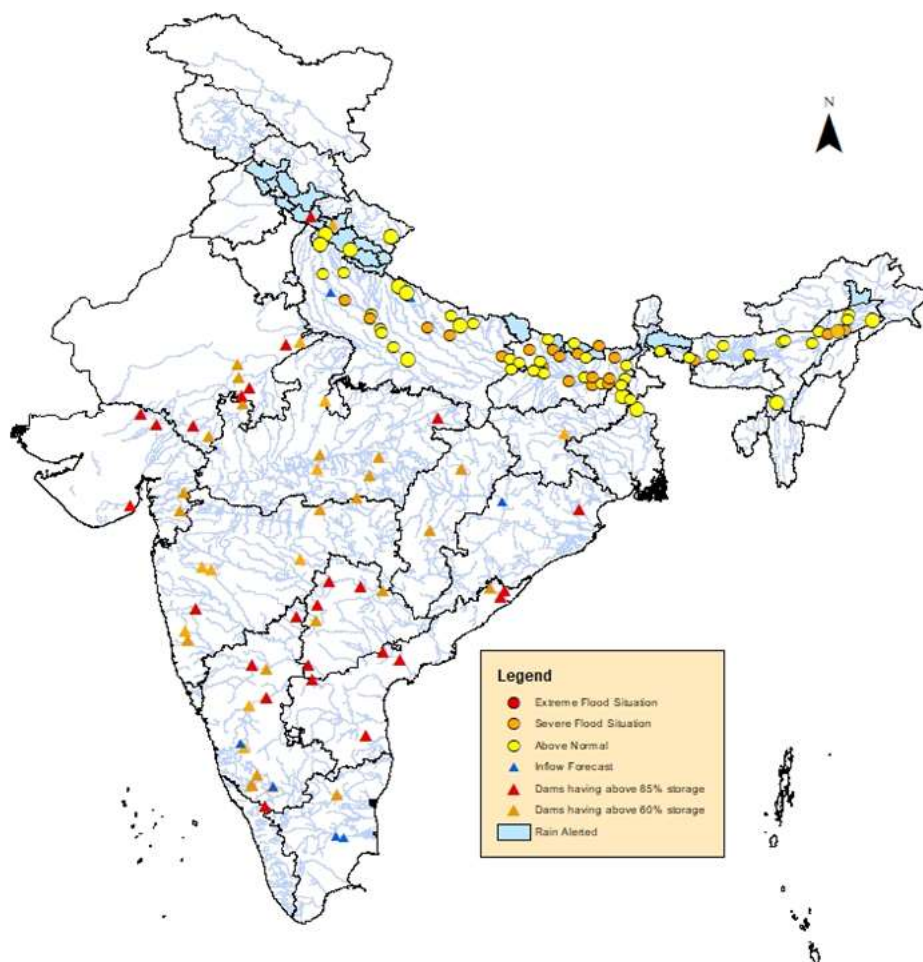 N
Legend
Extreme Flood Situation
Severe Flood Situation
Above Normal
Inflow Forecast
Dams having above 85% storage
Dams having above 60% storage
Rain Alerted